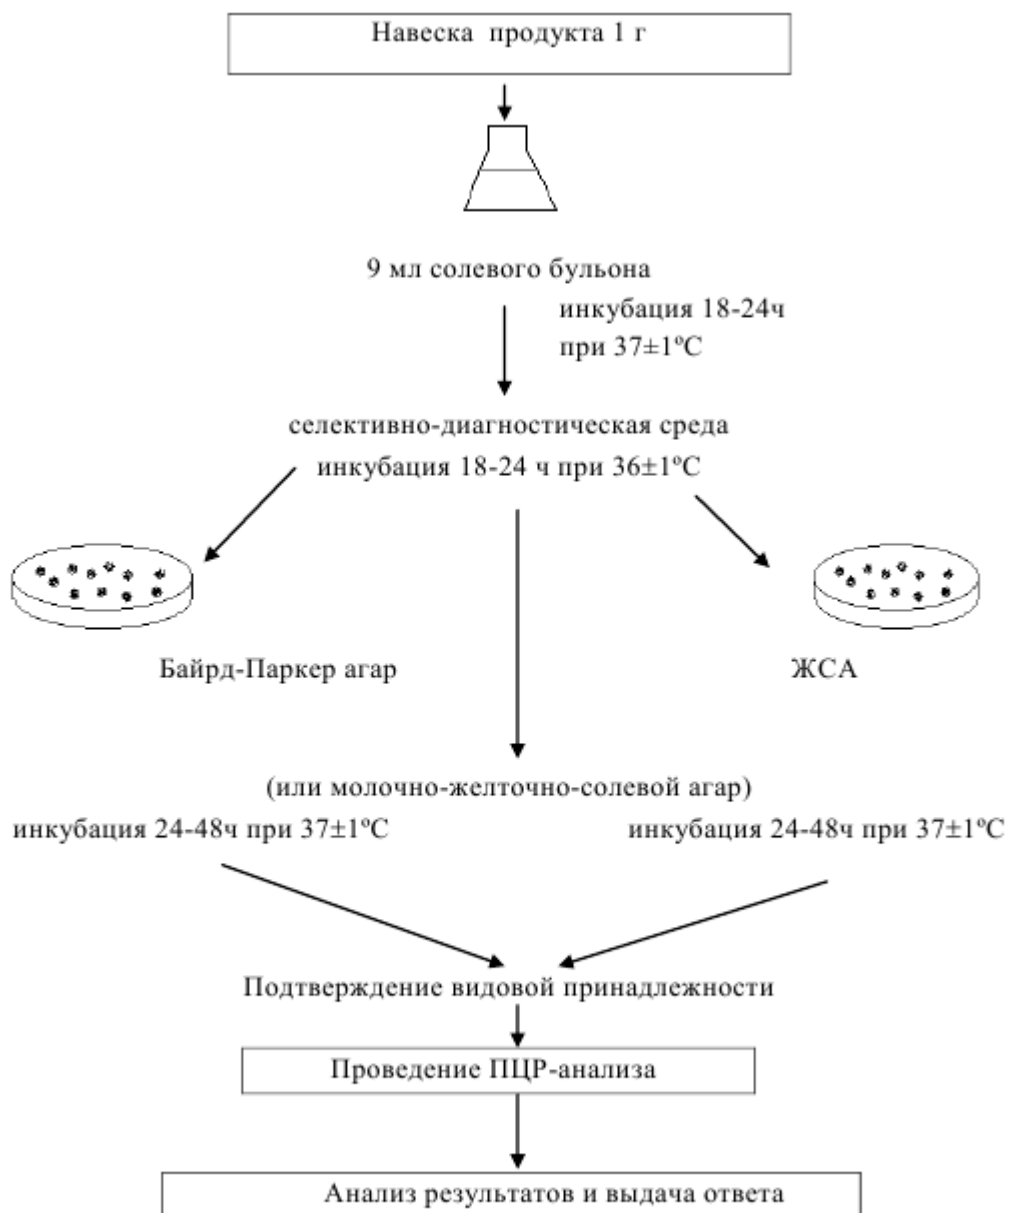 Навеска продукта 1 г
9 мл солевого бульона
инкубация 18-24ч
при 37±1ºС
селективно-диагностическая среда
инкубация 18-24 ч при 36±1ºС
Байрд-Паркер агар
ЖСА
(или молочно-желточно-солевой агар)
инкубация 24-48ч при 37±1ºС
инкубация 24-48ч при 37±1ºС
Подтверждение видовой принадлежности
Проведение ПЦР-анализа
Анализ результатов и выдача ответа